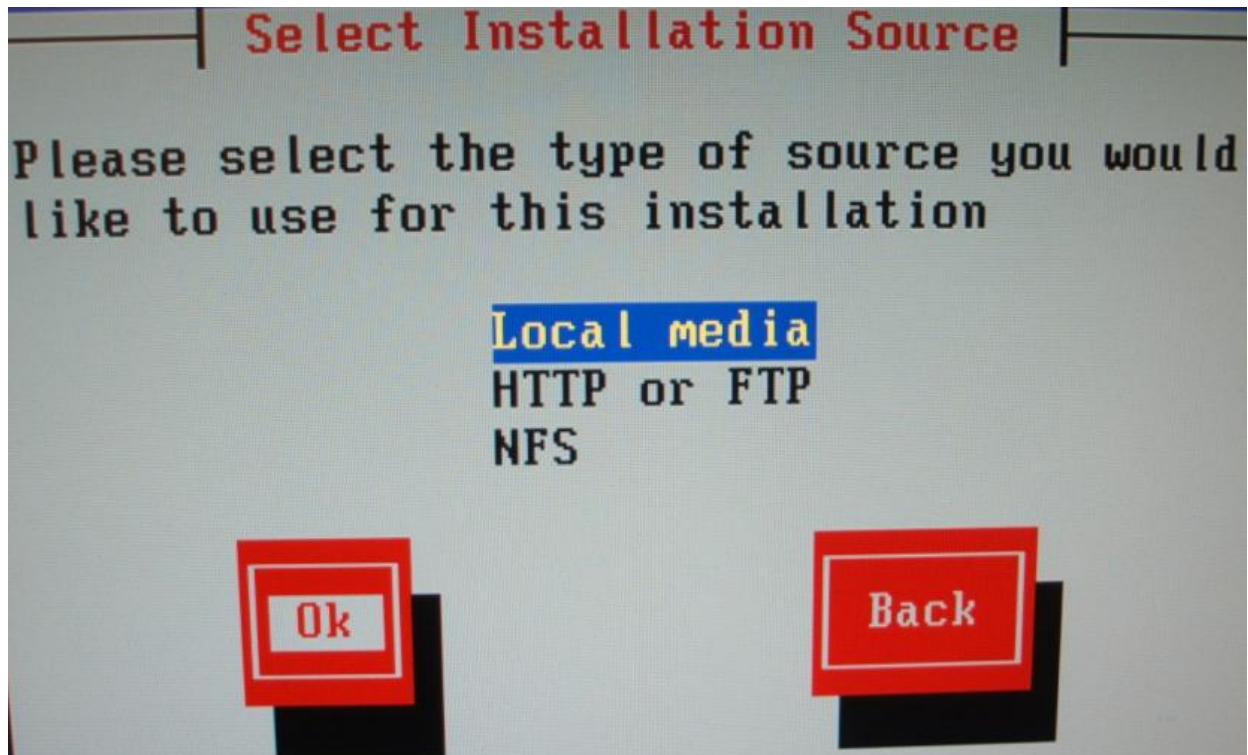 Select Installation Source
Please select the type of source you would
like to use for this installation
Local media
HTTP or FTP
NFS
Ok
Back